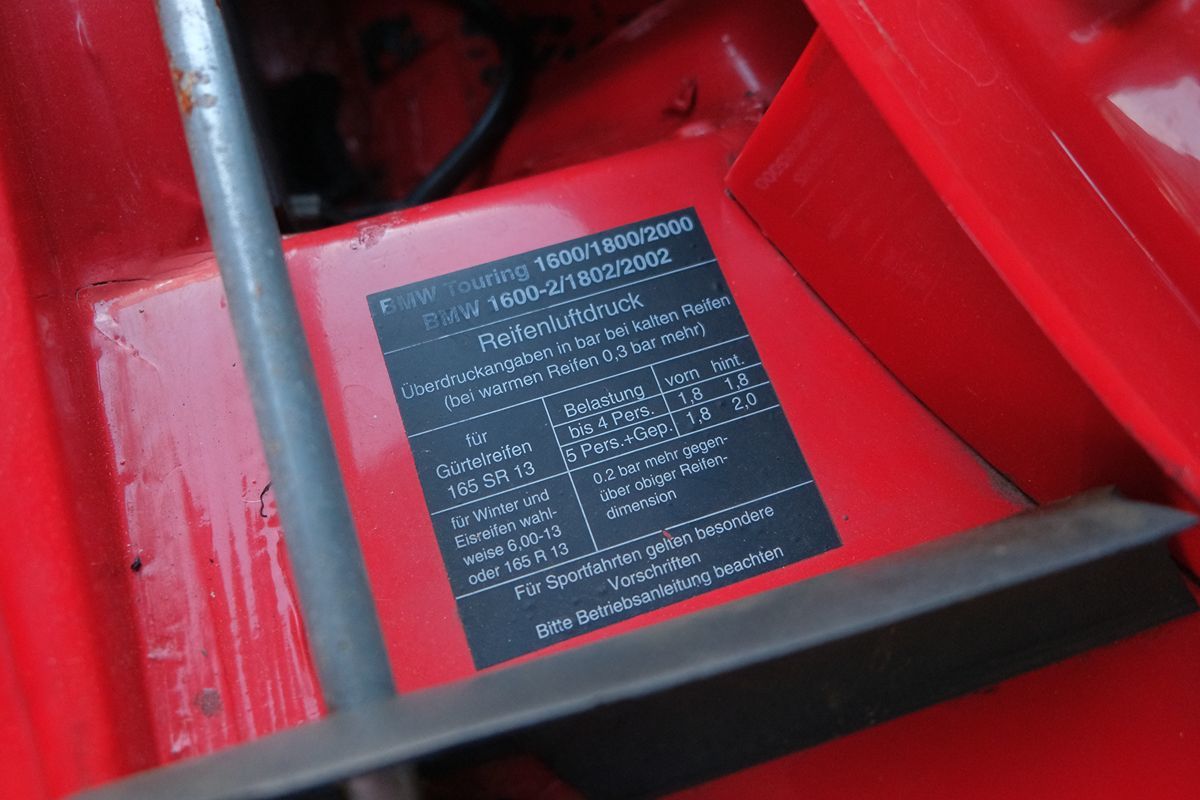 BMW Touring 1600/1800/2000
BMW 1600-2/1802/2002
Reifenluftdruck
Überdruckangaben in bar bei kalten Reifen
(bei warmen Reifen 0,3 bar mehr)
für
Gürtelreifen
165 SR 13
Belastung vorn hint.
bis 4 Pers. 1,8 1,8
5 Pers.+Gep. 1,8 2,0
für Winter und
Eisreifen wahl-
weise 6,00-13
oder 165 R 13
0.2 bar mehr gegen-
über obiger Reifen-
dimension
Für Sportfahrten gelten besondere
Vorschriften
Bitte Betriebsanleitung beachten